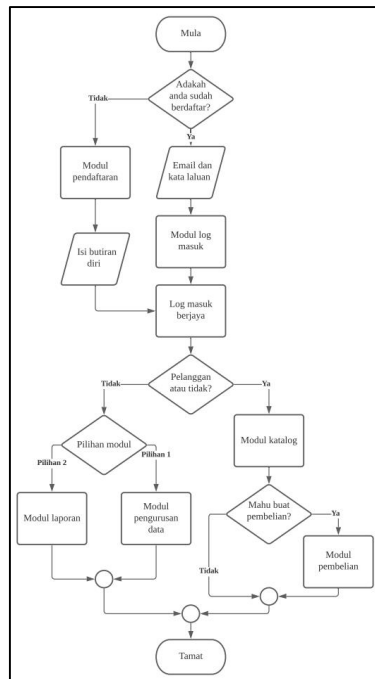 Mula
Adakah
anda sudah
berdaftar?
Tidak
Ya
Modul
pendaftaran
Email dan
kata laluan
Isi butiran
diri
Modul log
masuk
Log masuk
berjaya
Pelanggan
atau tidak?
Tidak
Ya
Pilihan modul
Modul katalog
Pilihan 2
Pilihan 1
Modul laporan
Modul
pengurusan
data
Mahu buat
pembelian?
Ya
Tidak
Modul
pembelian
Tamat